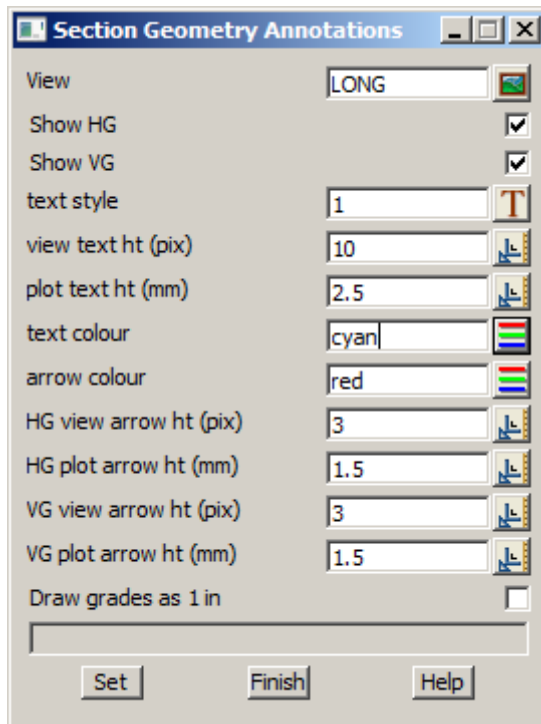 Section Geometry Annotations
View LONG
Show HG
Show VG
text style 1 T
view text ht (pix) 10
plot text ht (mm) 2.5
text colour cyan
arrow colour red
HG view arrow ht (pix) 3
HG plot arrow ht (mm) 1.5
VG view arrow ht (pix) 3
VG plot arrow ht (mm) 1.5
Draw grades as 1 in
Set Finish Help